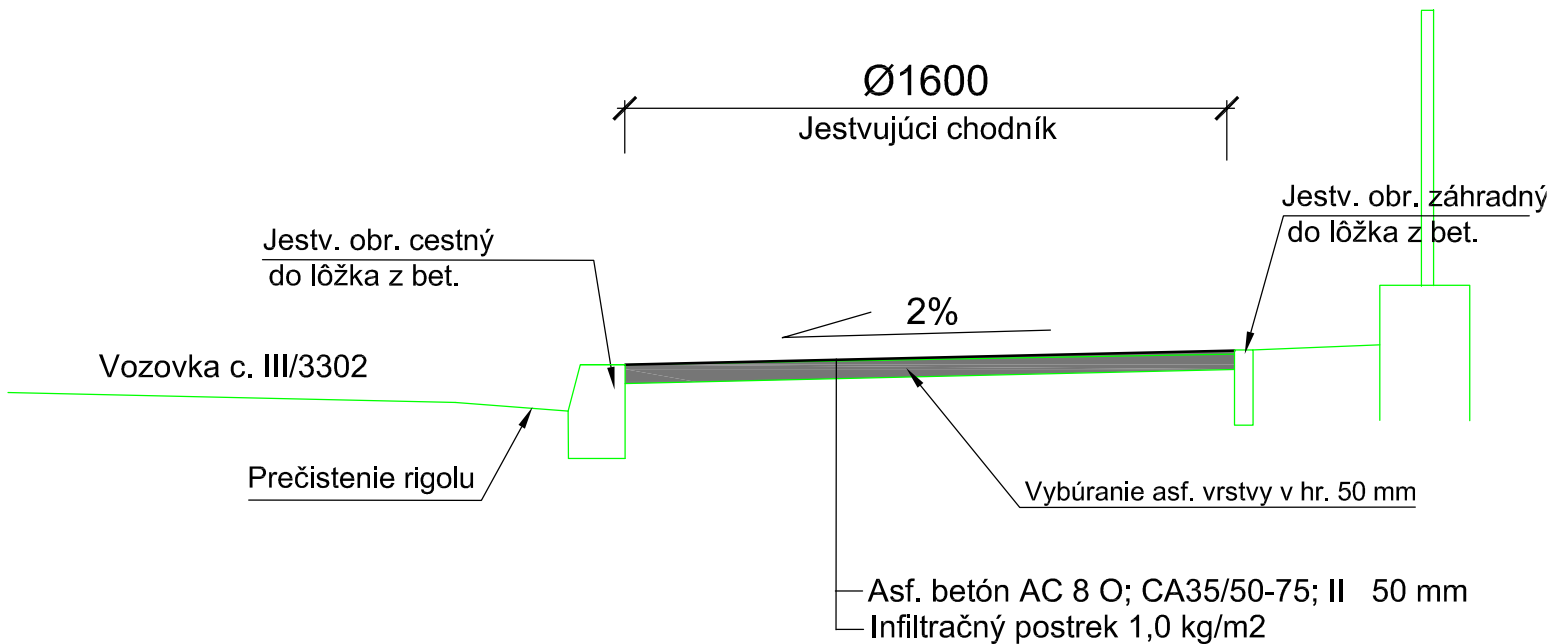 Ø1600
Jestvujúci chodník
Jestv. obr. záhradný
do lôžka z bet.
Jestv. obr. cestný
do lôžka z bet.
2%
Vozovka c. III/3302
Prečistenie rigolu
Vybúranie asf. vrstvy v hr. 50 mm
Asf. betón AC 8 O; CA35/50-75; II 50 mm
Infiltračný postrek 1,0 kg/m2